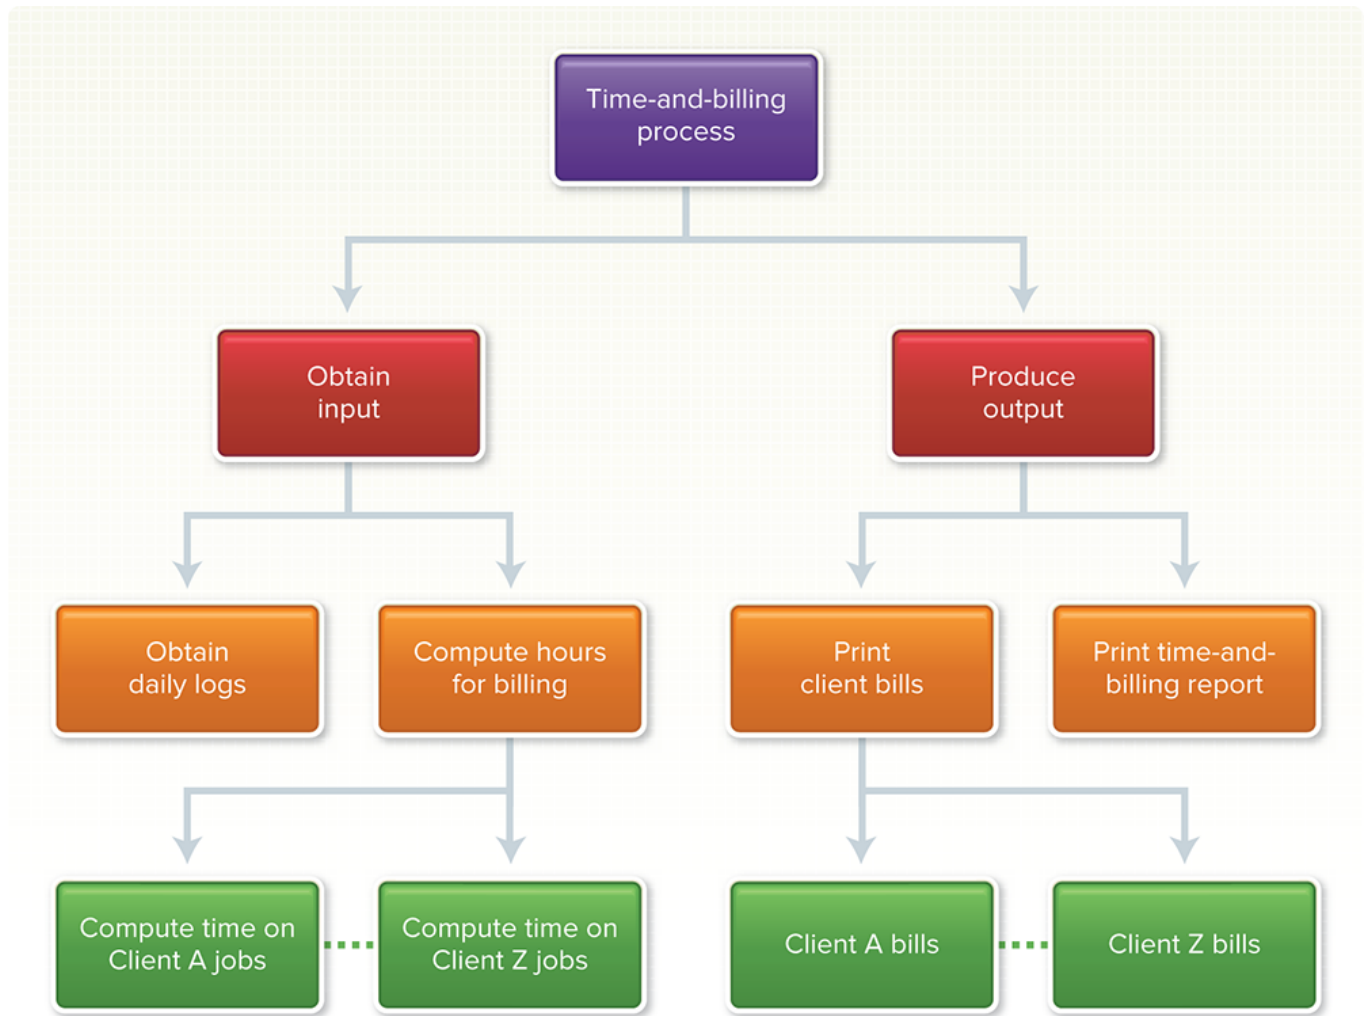 Time-and-billing
process
Obtain
input
Produce
output
Obtain
daily logs
Compute hours
for billing
Print
client bills
Print time-and-
billing report
Compute time on
Client A jobs
Compute time on
Client Z jobs
Client A bills
Client Z bills